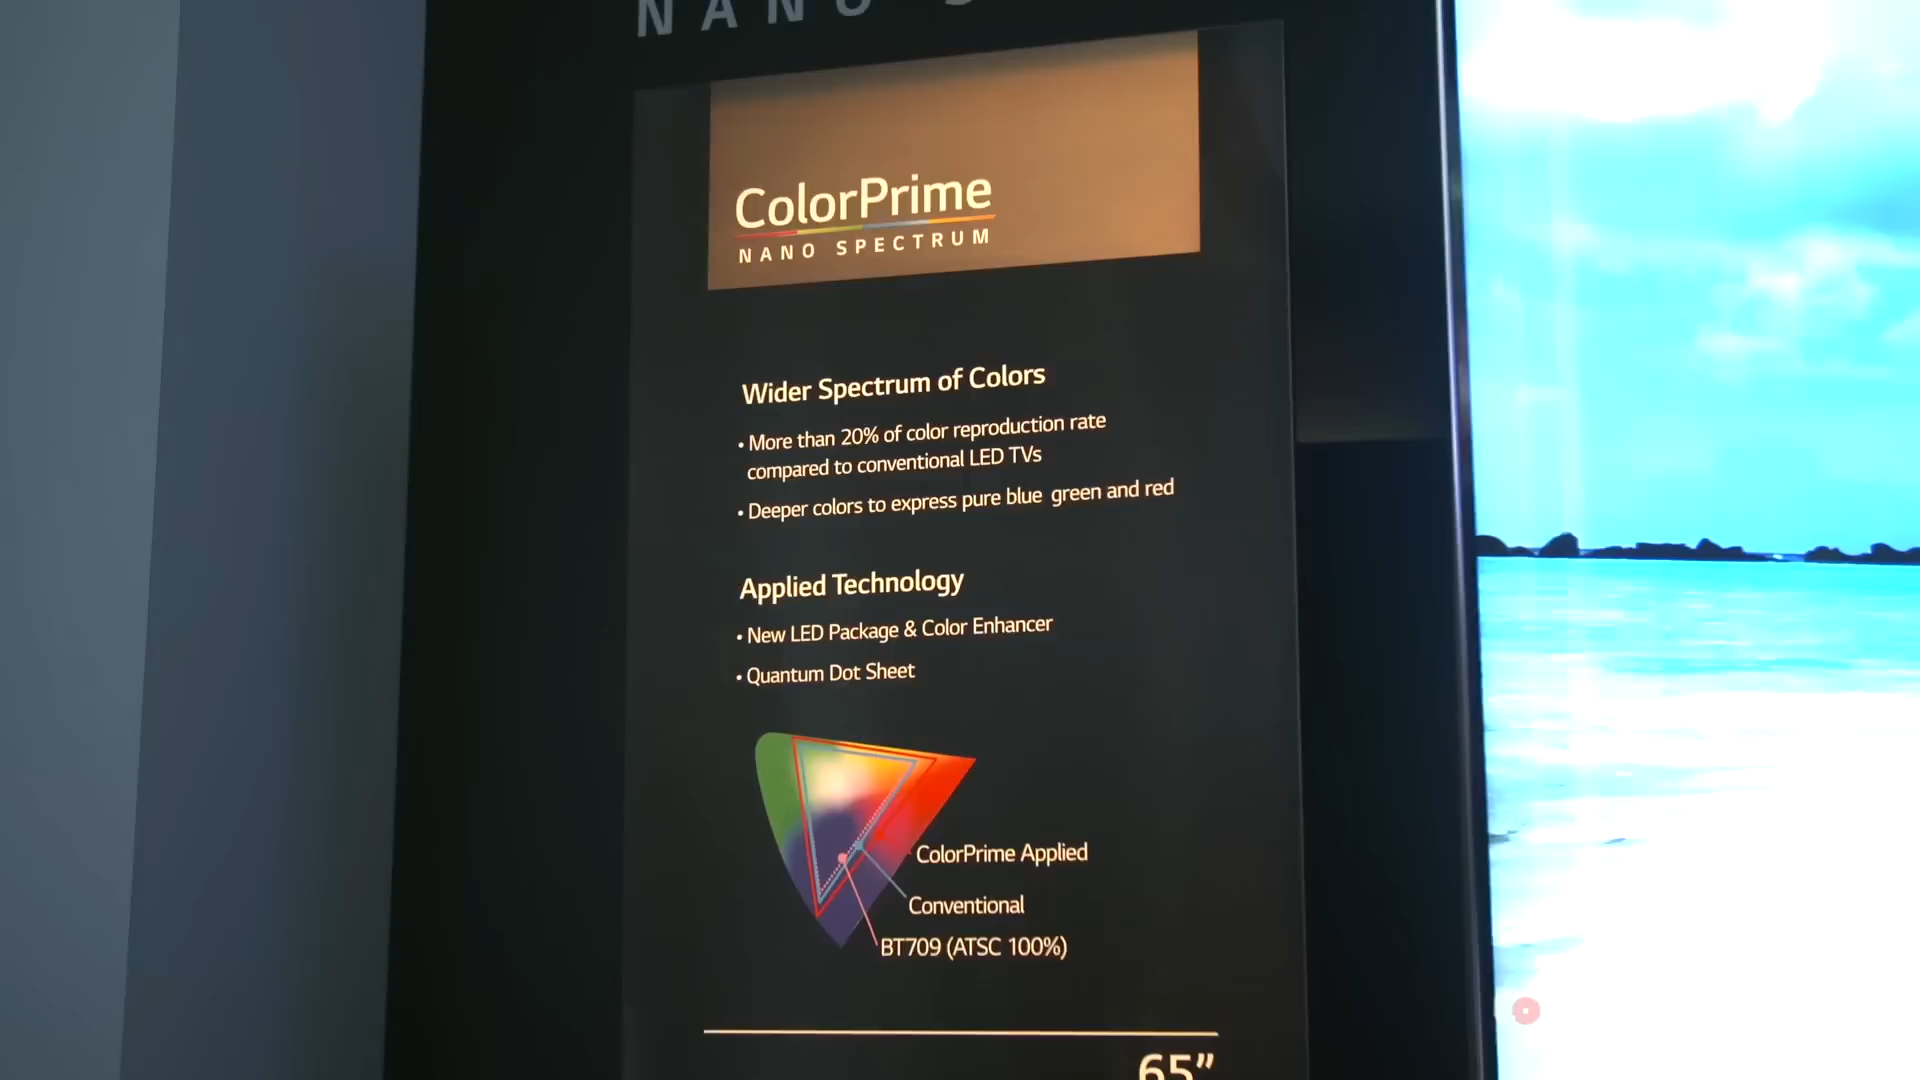 NANO
ColorPrime
NANO SPECTRUM
Wider Spectrum of Colors
• More than 20% of color reproduction rate
compared to conventional LED TVs
• Deeper colors to express pure blue green and red
Applied Technology
• New LED Package & Color Enhancer
• Quantum Dot Sheet
ColorPrime Applied
Conventional
BT709 (ATSC 100%)
65”